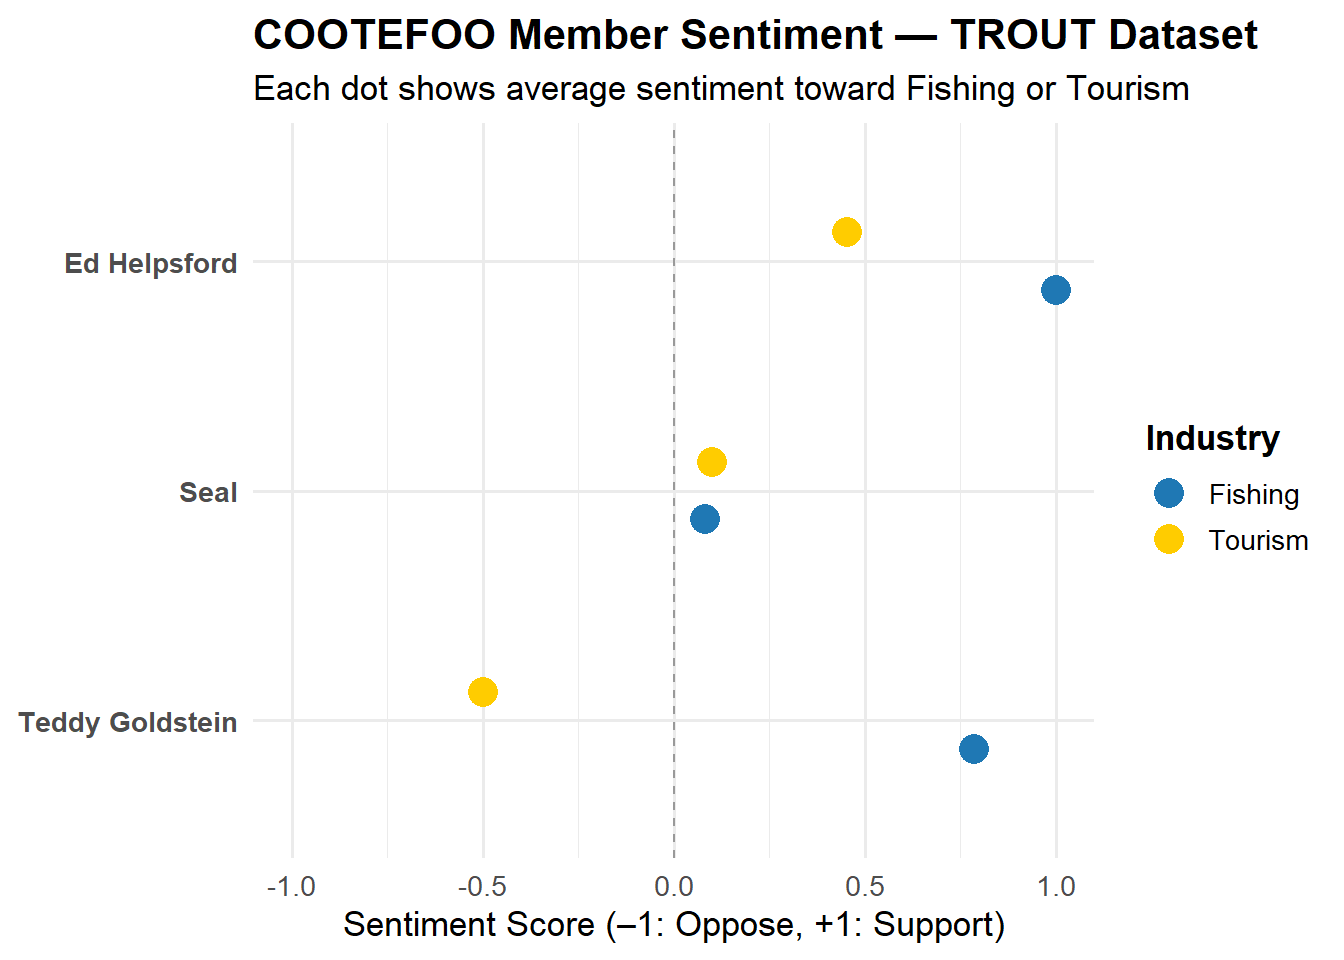 COOTEFOO Member Sentiment — TROUT Dataset
Each dot shows average sentiment toward Fishing or Tourism
Ed Helpsford
Seal
Teddy Goldstein
-1.0 -0.5 0.0 0.5 1.0
Sentiment Score (–1: Oppose, +1: Support)
Industry
Fishing
Tourism